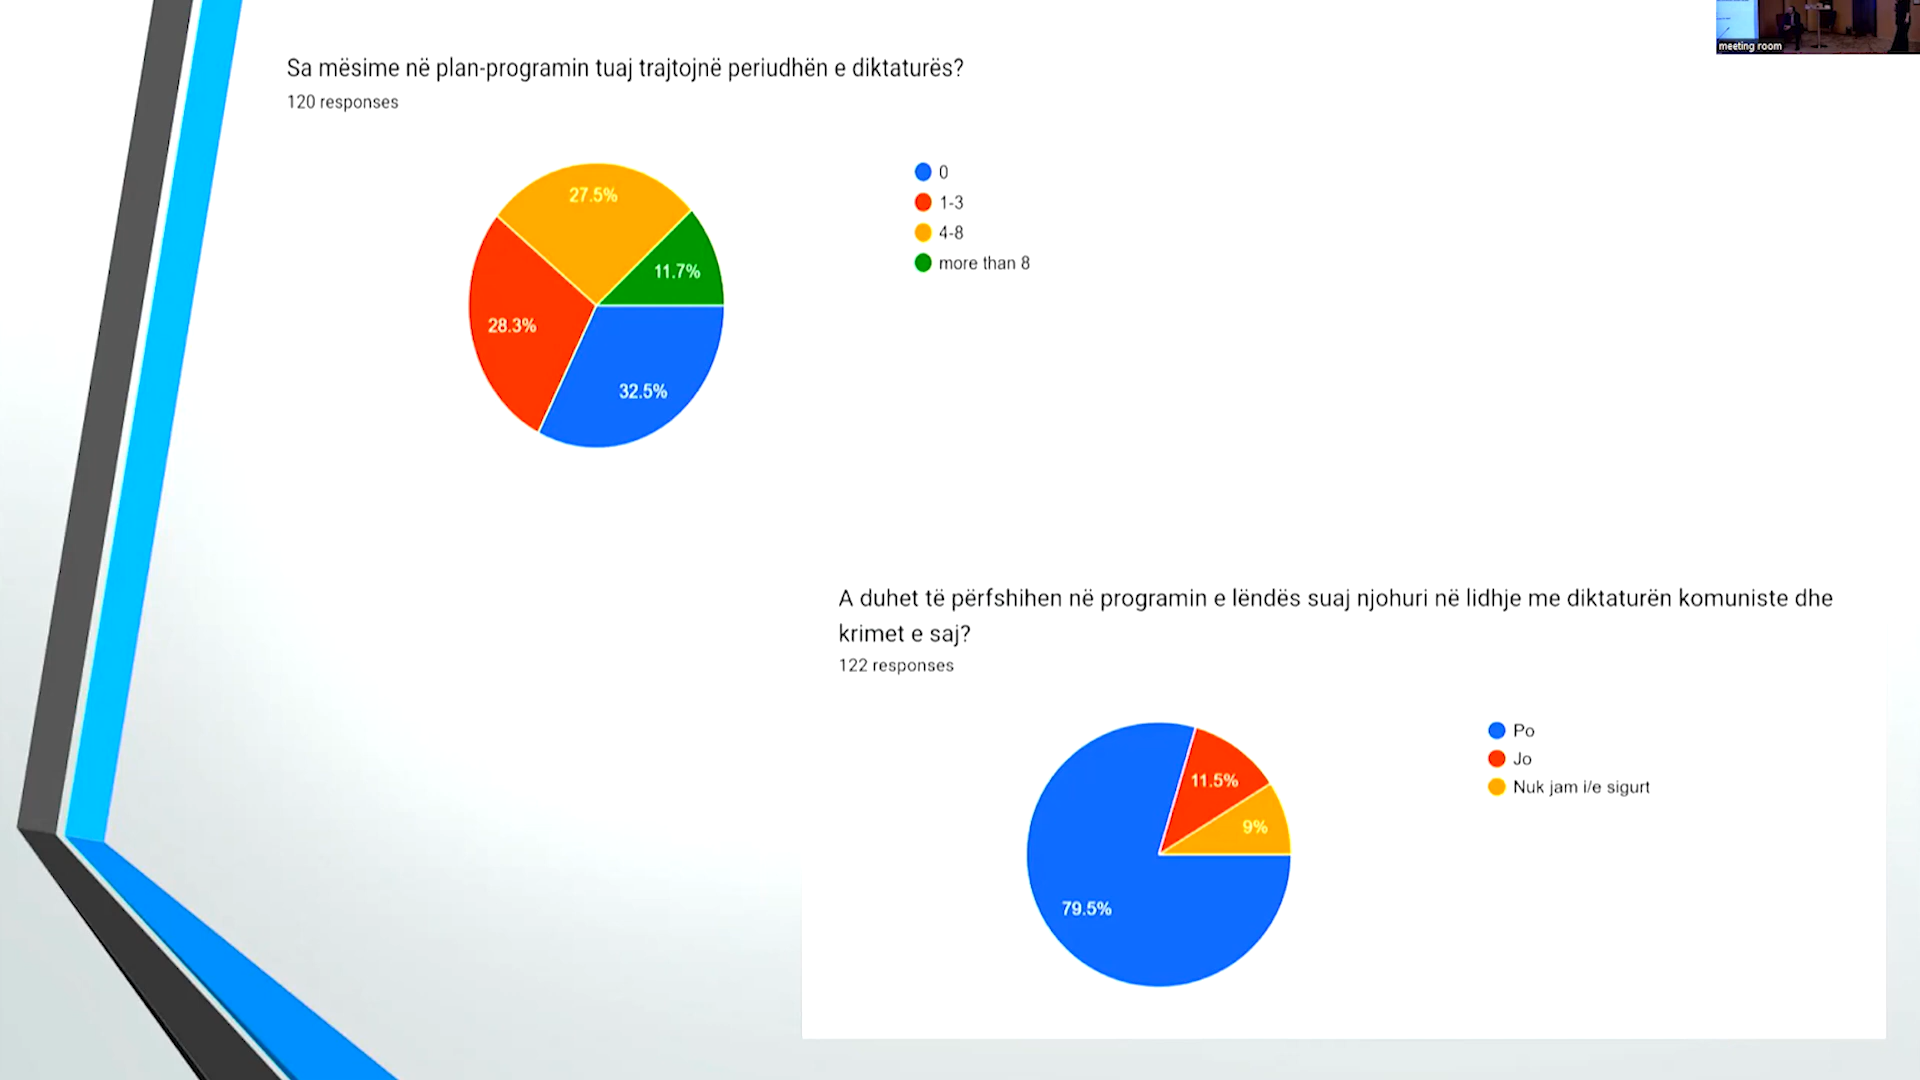 meeting room
Sa mësime në plan-programin tuaj trajtojnë periudhën e diktaturës?
120 responses
27.5%
11.7%
28.3%
32.5%
0
1-3
4-8
more than 8
A duhet të përfshihen në programin e lëndës suaj njohuri në lidhje me diktaturën komuniste dhe
krimet e saj?
122 responses
11.5%
9%
79.5%
Po
Jo
Nuk jam i/e sigurt